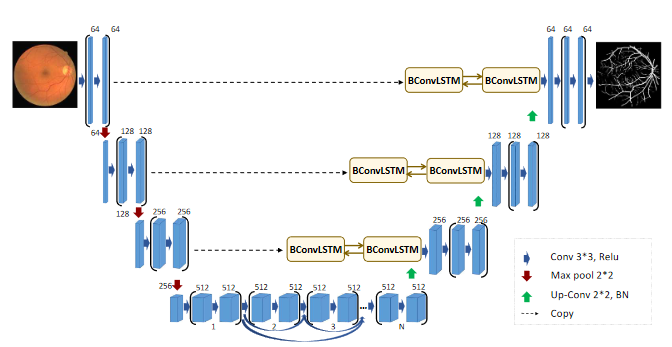 64 64
64 64 64
BConvLSTM BConvLSTM
64 128 128
128 128 128
BConvLSTM BConvLSTM
128 256 256
256 256 256
BConvLSTM BConvLSTM
256 512 512 512 512 512 512 ... 512 512
1 2 3 N
Conv 3*3, Relu
Max pool 2*2
Up-Conv 2*2, BN
Copy